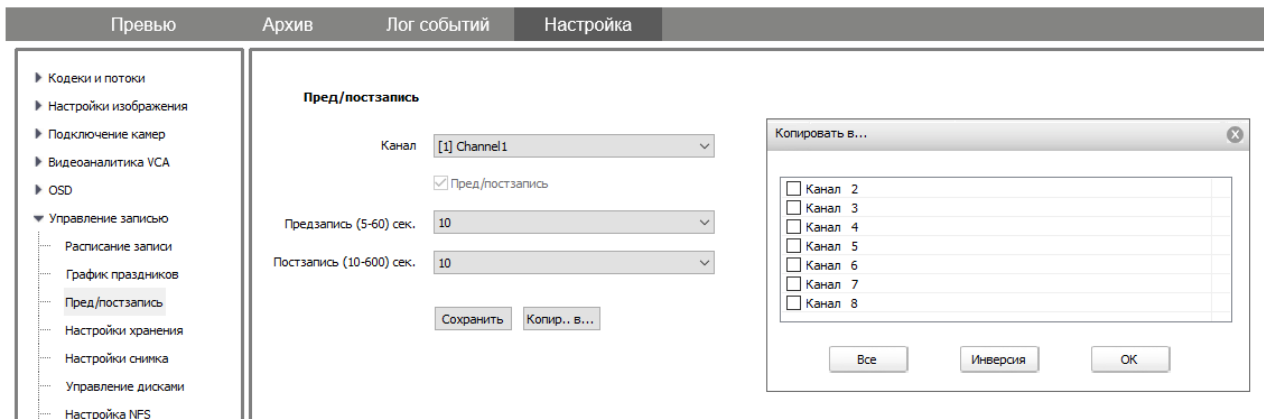 Превью Архив Лог событий Настройка
Кодеки и потоки
Настройки изображения
Подключение камер
Видеоаналитика VCA
OSD
Управление записью
Расписание записи
График праздников
Пред/постзапись
Настройки хранения
Настройки снимка
Управление дисками
Настройка NFS
Пред/постзапись
Канал [1] Channel1
Пред/постзапись
Предзапись (5-60) сек. 10
Постзапись (10-600) сек. 10
Сохранить Копир.. в...
Копировать в...
Канал 2
Канал 3
Канал 4
Канал 5
Канал 6
Канал 7
Канал 8
Все Инверсия OK